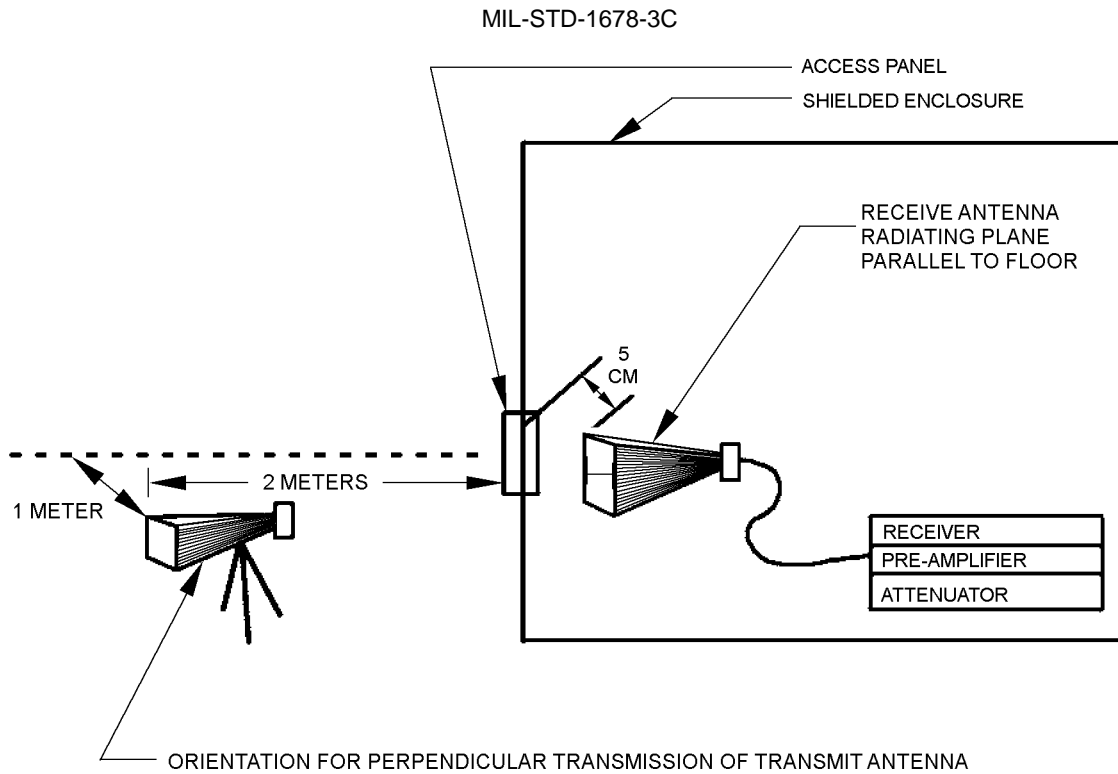 MIL-STD-1678-3C
ACCESS PANEL
SHIELDED ENCLOSURE
RECEIVE ANTENNA
RADIATING PLANE
PARALLEL TO FLOOR
5
CM
2 METERS
1 METER
RECEIVER
PRE-AMPLIFIER
ATTENUATOR
ORIENTATION FOR PERPENDICULAR TRANSMISSION OF TRANSMIT ANTENNA